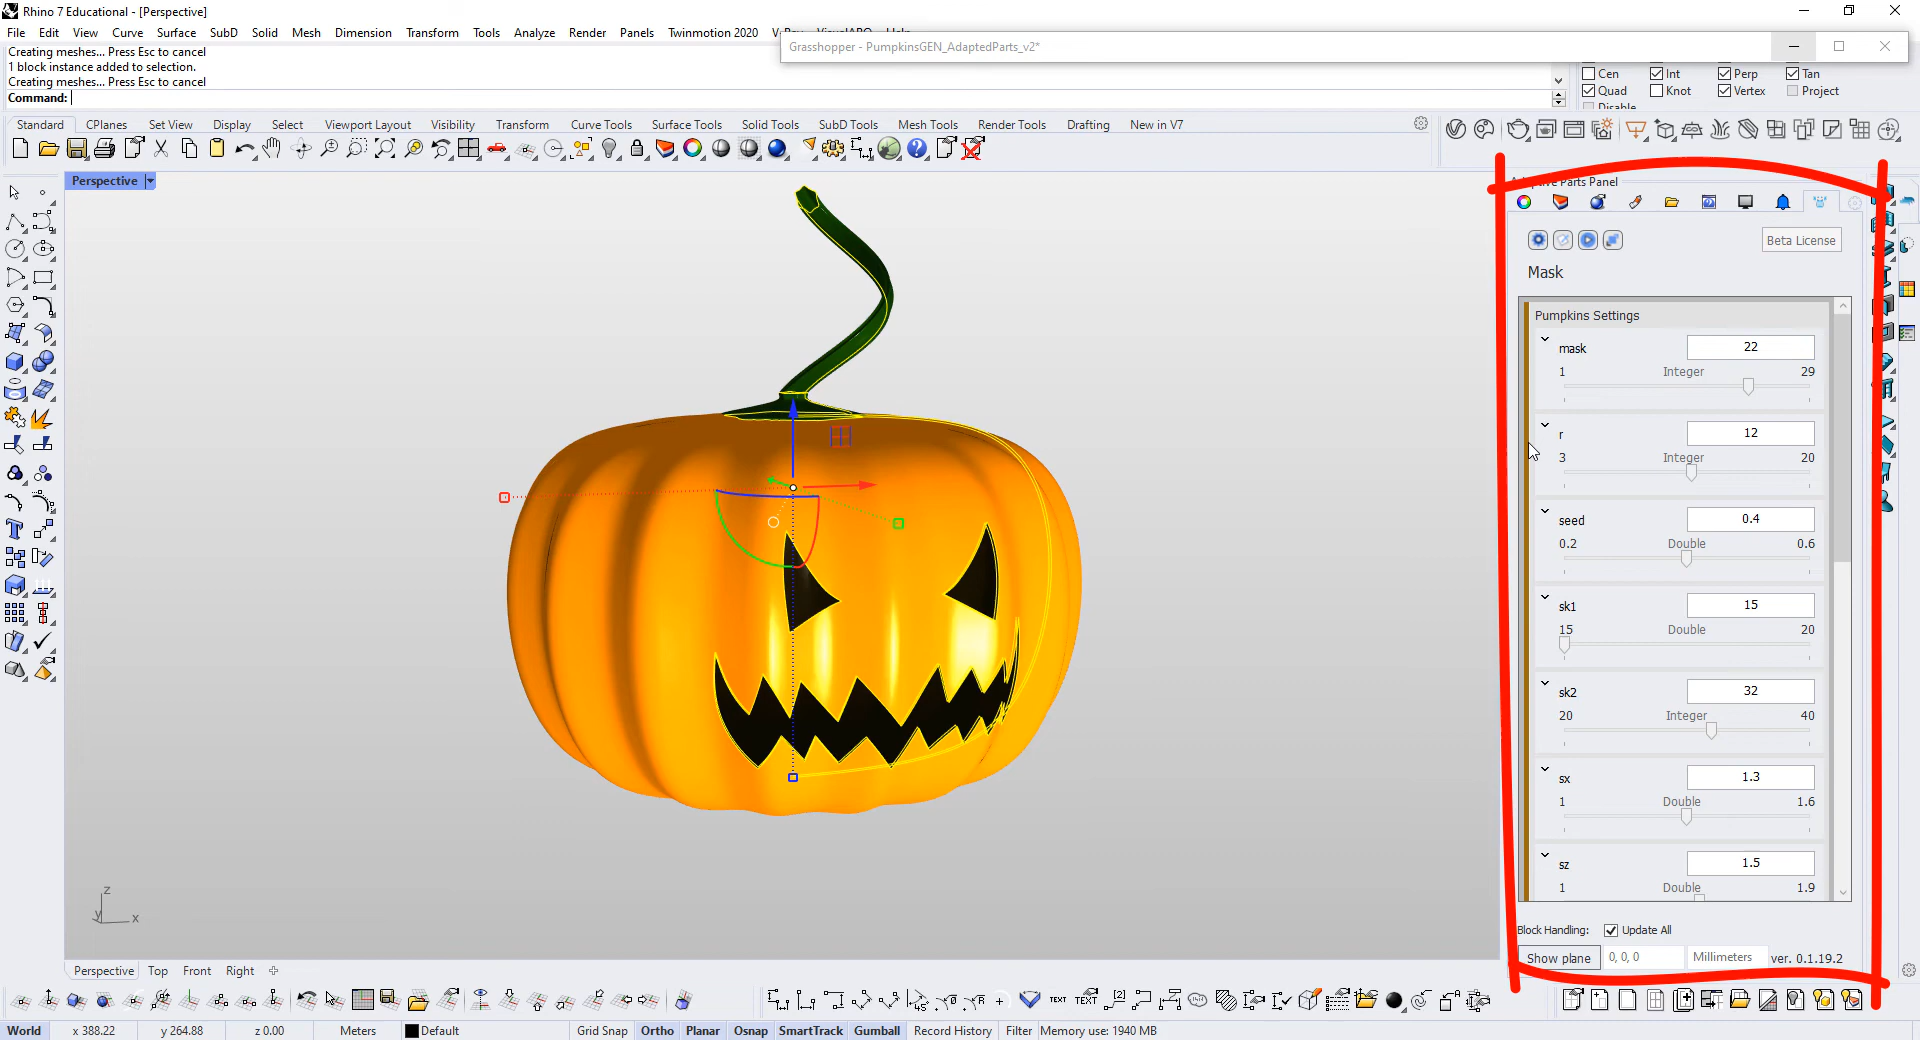 Rhino 7 Educational - [Perspective]
File Edit View Curve Surface SubD Solid Mesh Dimension Transform Tools Analyze Render Panels Twinmotion 2020
Grasshopper - PumpkinsGEN_AdaptedParts_v2*
Creating meshes... Press Esc to cancel
1 block instance added to selection.
Creating meshes... Press Esc to cancel
Command:
Cen Int Perp Tan
Quad Knot Vertex Project
Disable
Standard CPlanes Set View Display Select Viewport Layout Visibility Transform Curve Tools Surface Tools Solid Tools SubD Tools Mesh Tools Render Tools Drafting New in V7
Perspective
Parts Panel
Beta License
Mask
Pumpkins Settings
mask 22
1 Integer 29
r 12
3 Integer 20
seed 0.4
0.2 Double 0.6
sk1 15
15 Double 20
sk2 32
20 Integer 40
sx 1.3
1 Double 1.6
sz 1.5
1 Double 1.9
Block Handling: Update All
Show plane 0, 0, 0 Millimeters ver. 0.1.19.2
z
y x
Perspective Top Front Right
TEXT TEXT
World x 388.22 y 264.88 z 0.00 Meters Default Grid Snap Ortho Planar Osnap SmartTrack Gumball Record History Filter Memory use: 1940 MB